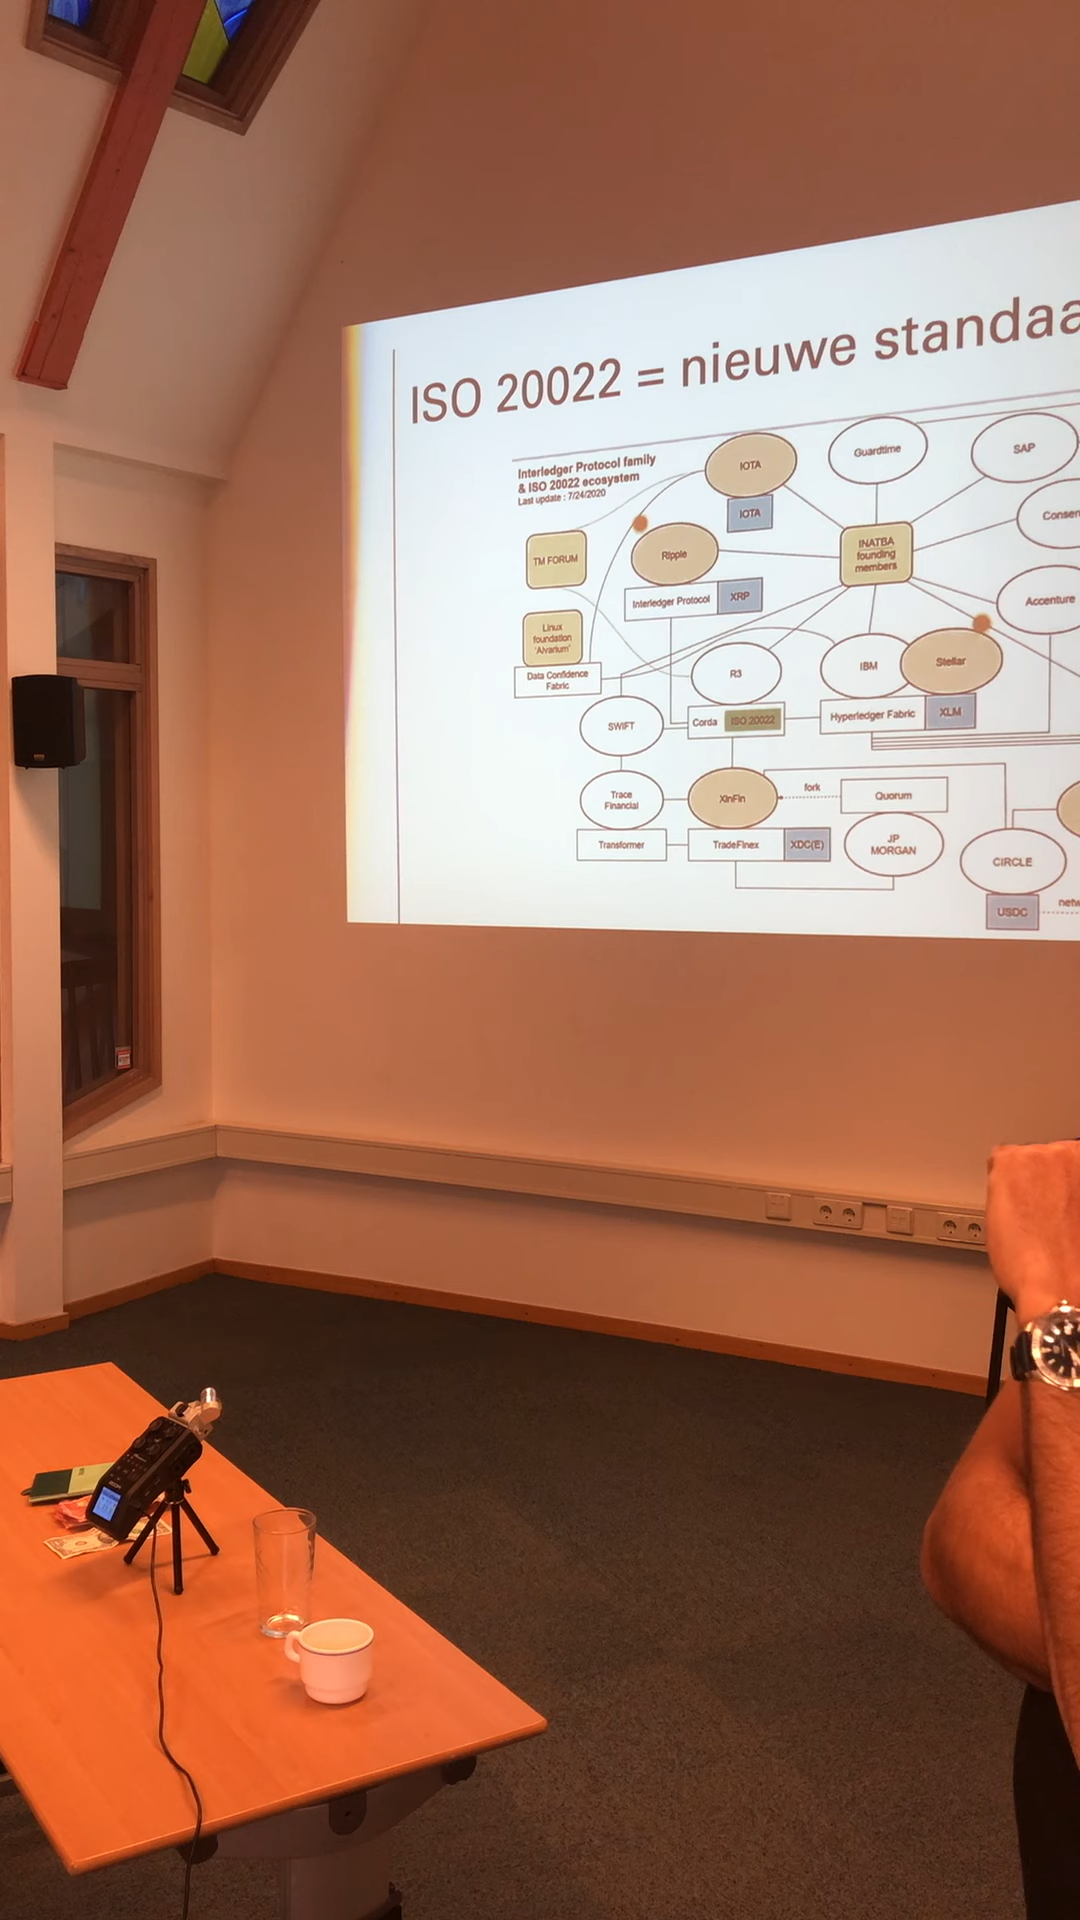 ISO 20022 = nieuwe standaa
Interledger Protocol family
& ISO 20022 ecosystem
Last update : 7/24/2020
IOTA
IOTA
Guardtime
SAP
TM FORUM
Ripple
INATBA
founding
members
Consen
Interledger Protocol
XRP
Accenture
Linux
foundation
'Alvarium'
Data Confidence
Fabric
R3
IBM
Stellar
SWIFT
Corda
ISO 20022
Hyperledger Fabric
XLM
Trace
Financial
XinFin
fork
Quorum
Transformer
TradeFinex
XDC(E)
JP
MORGAN
CIRCLE
USDC
netw